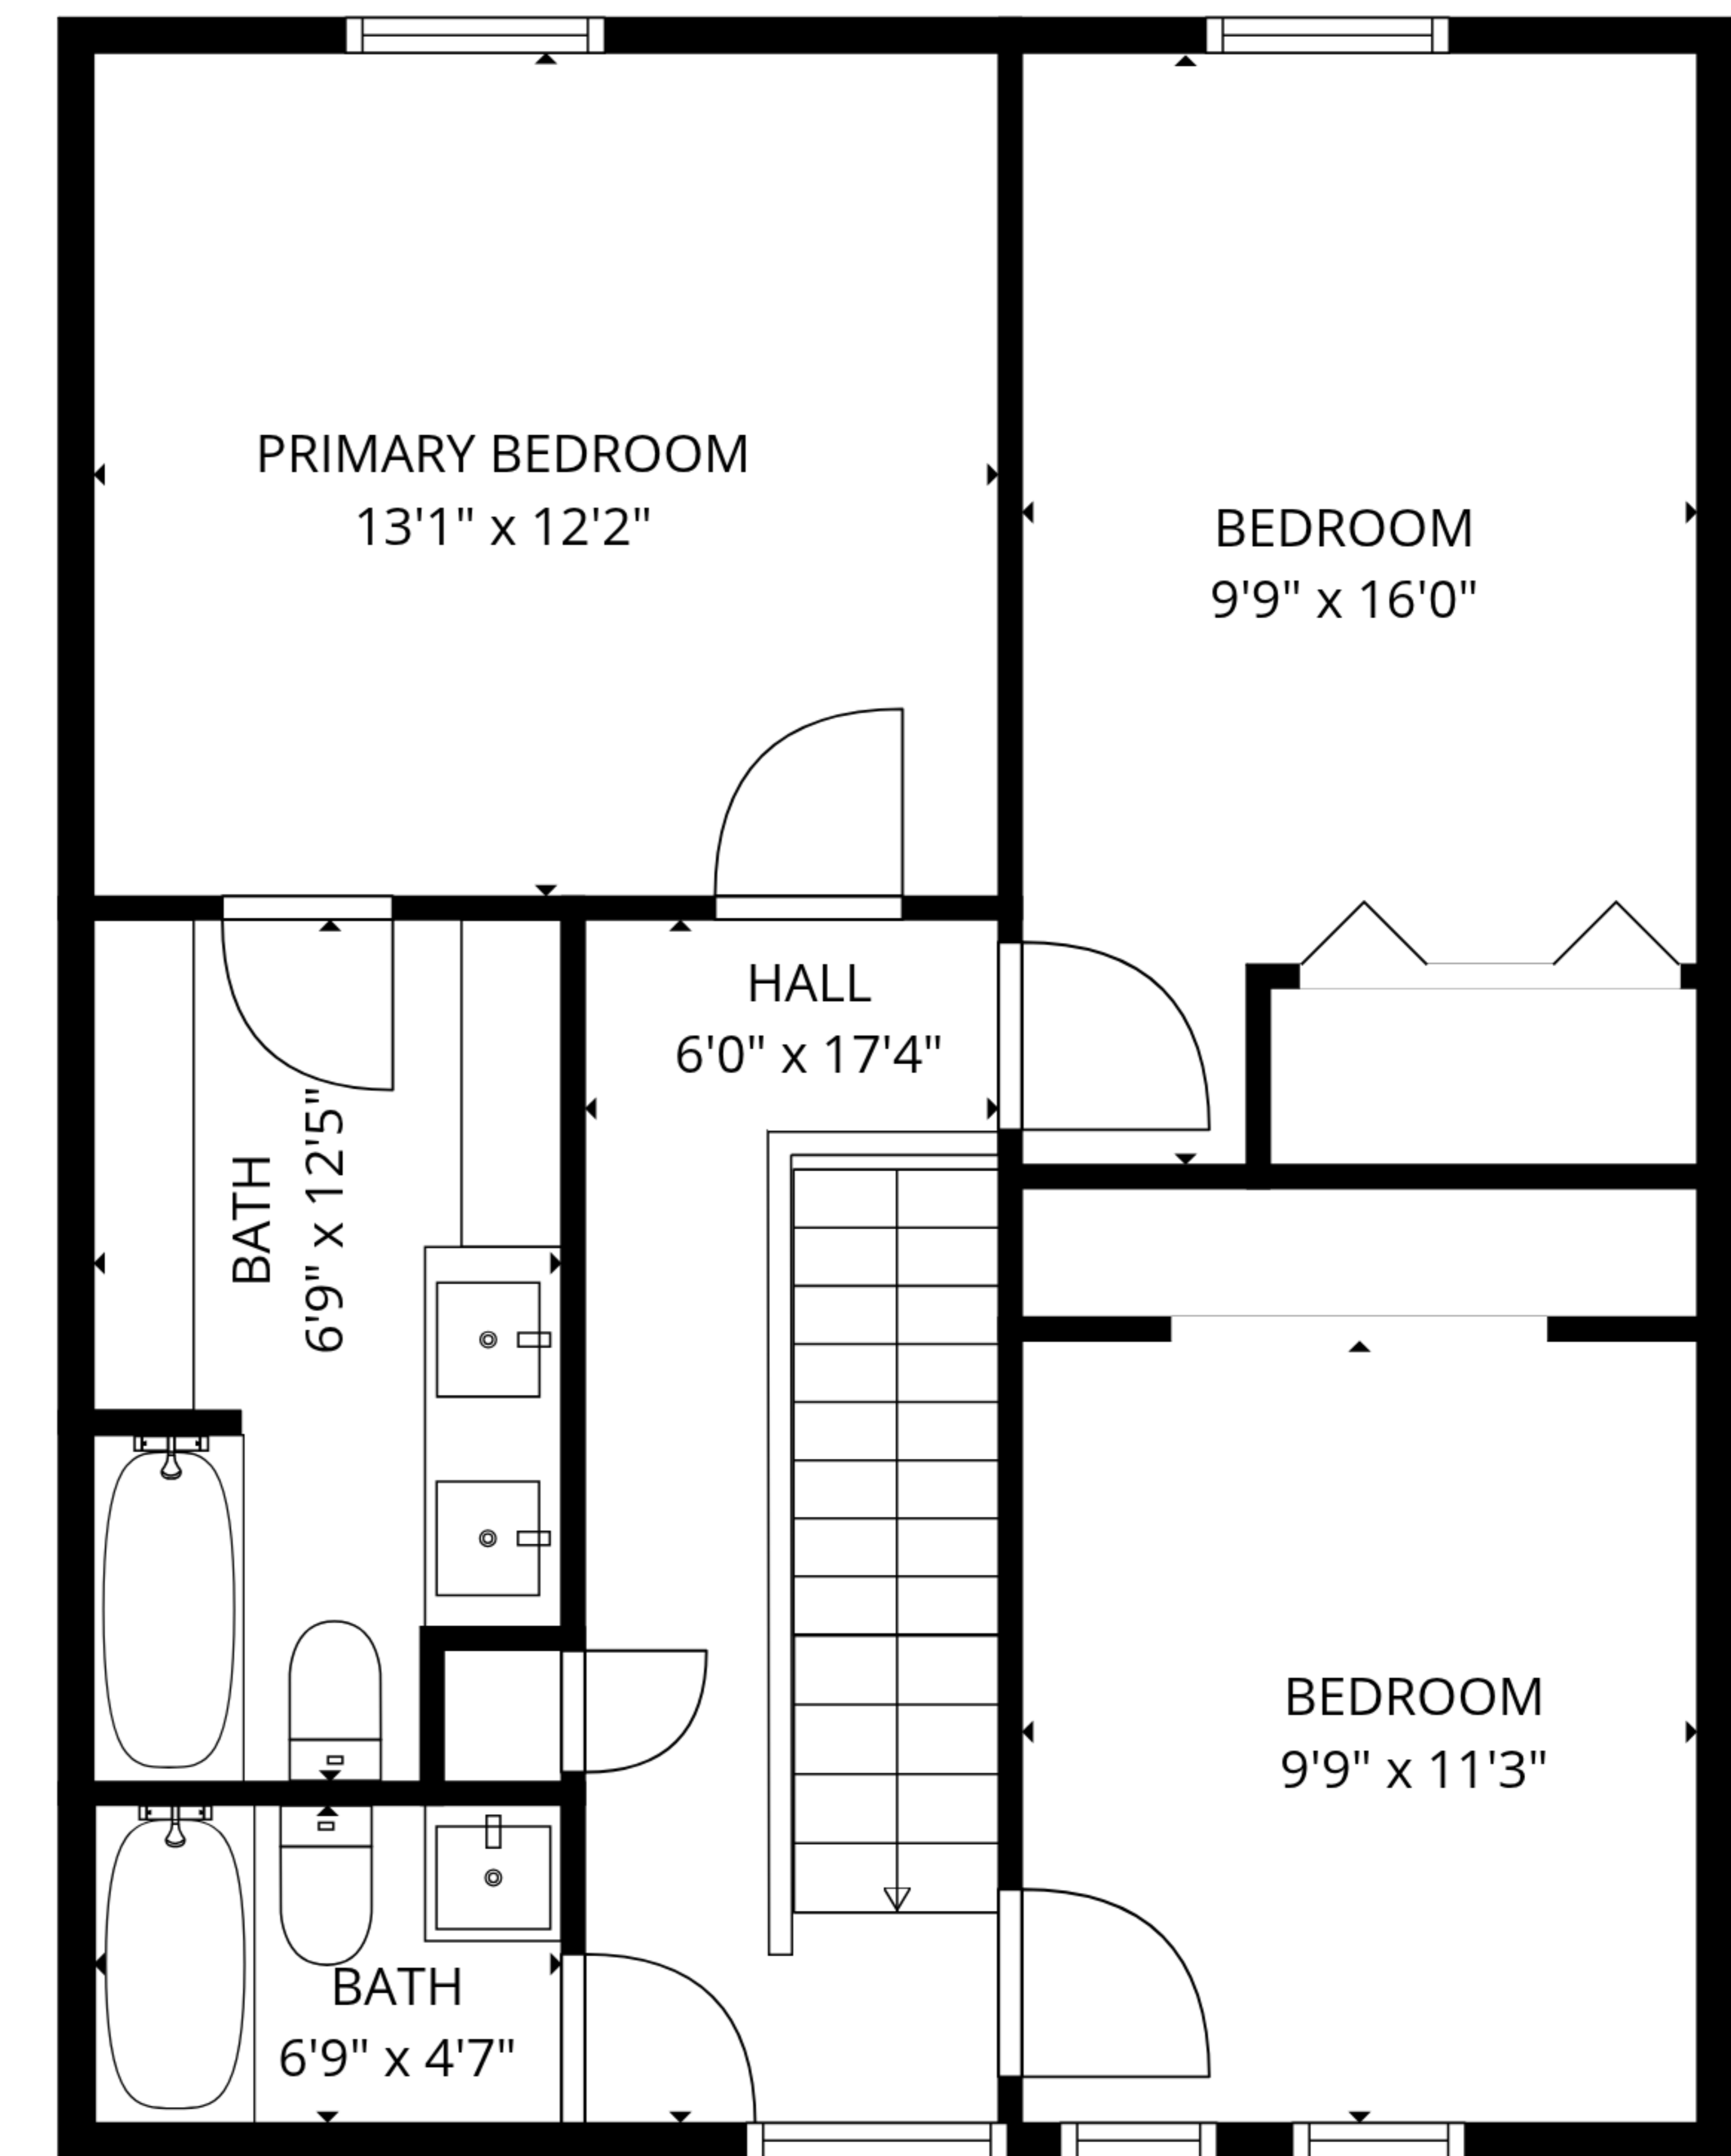 PRIMARY BEDROOM
13'1" x 12'2"
BEDROOM
9'9" x 16'0"
HALL
6'0" x 17'4"
BATH
6'9" x 12'5"
BEDROOM
9'9" x 11'3"
BATH
6'9" x 4'7"